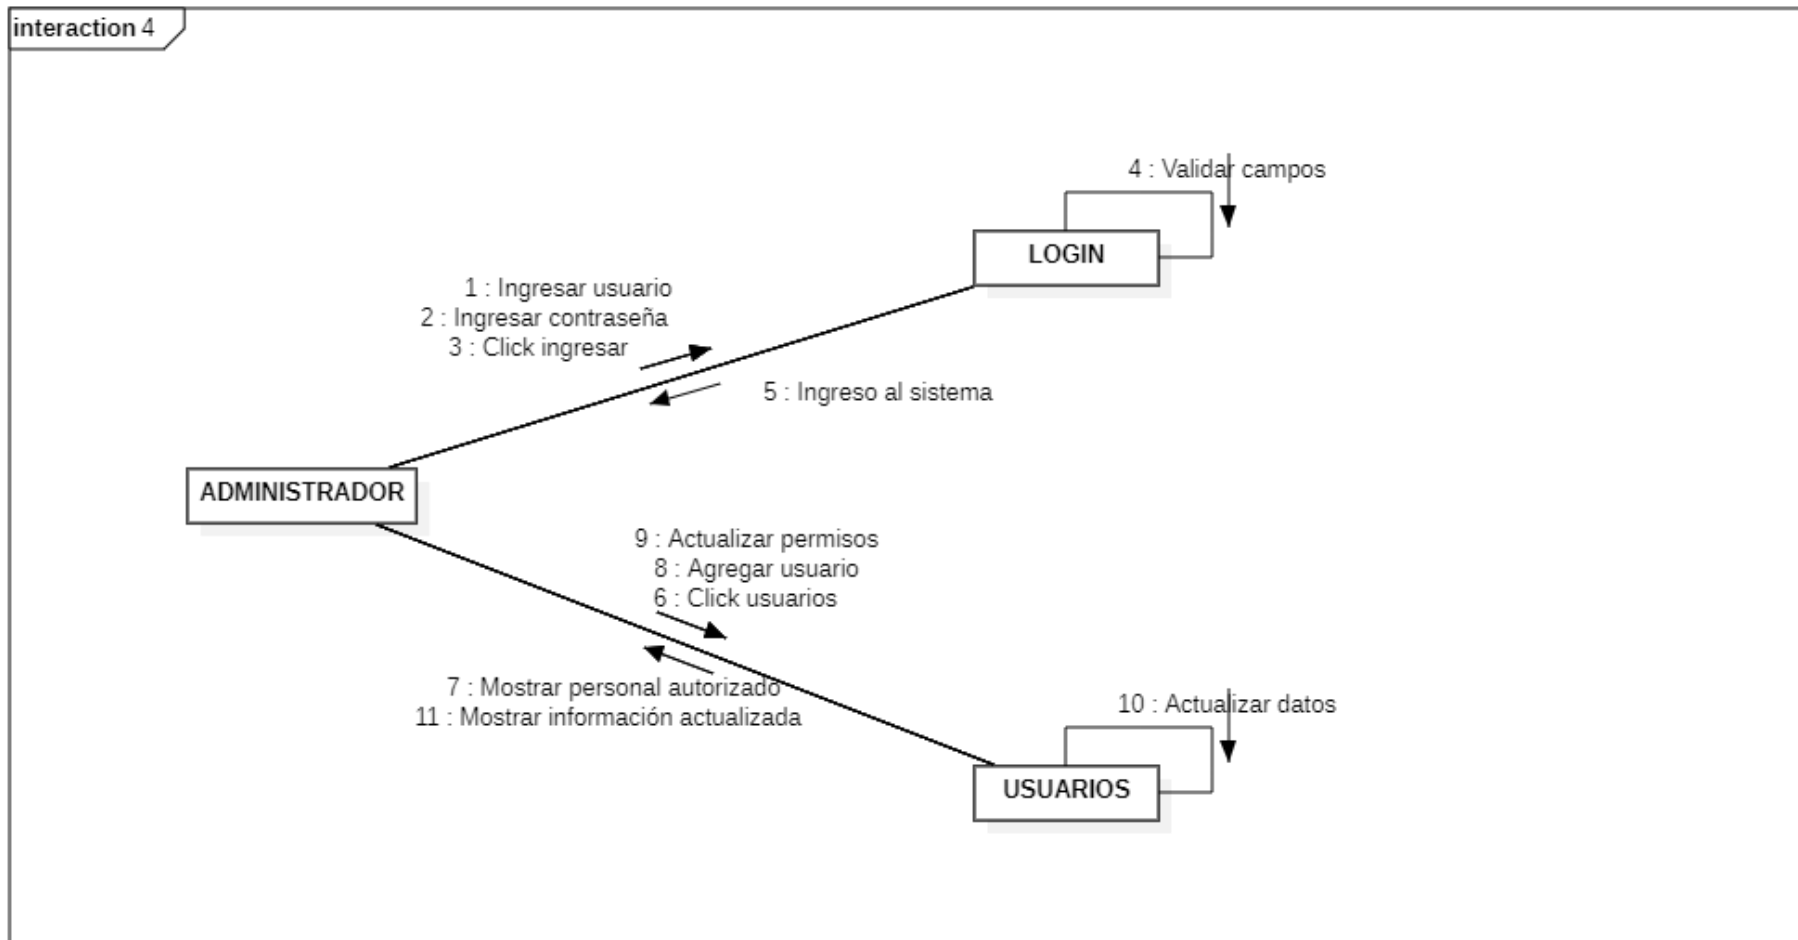 interaction 4
4 : Validar campos
LOGIN
1 : Ingresar usuario
2 : Ingresar contraseña
3 : Click ingresar
5 : Ingreso al sistema
ADMINISTRADOR
9 : Actualizar permisos
8 : Agregar usuario
6 : Click usuarios
7 : Mostrar personal autorizado
11 : Mostrar información actualizada
10 : Actualizar datos
USUARIOS